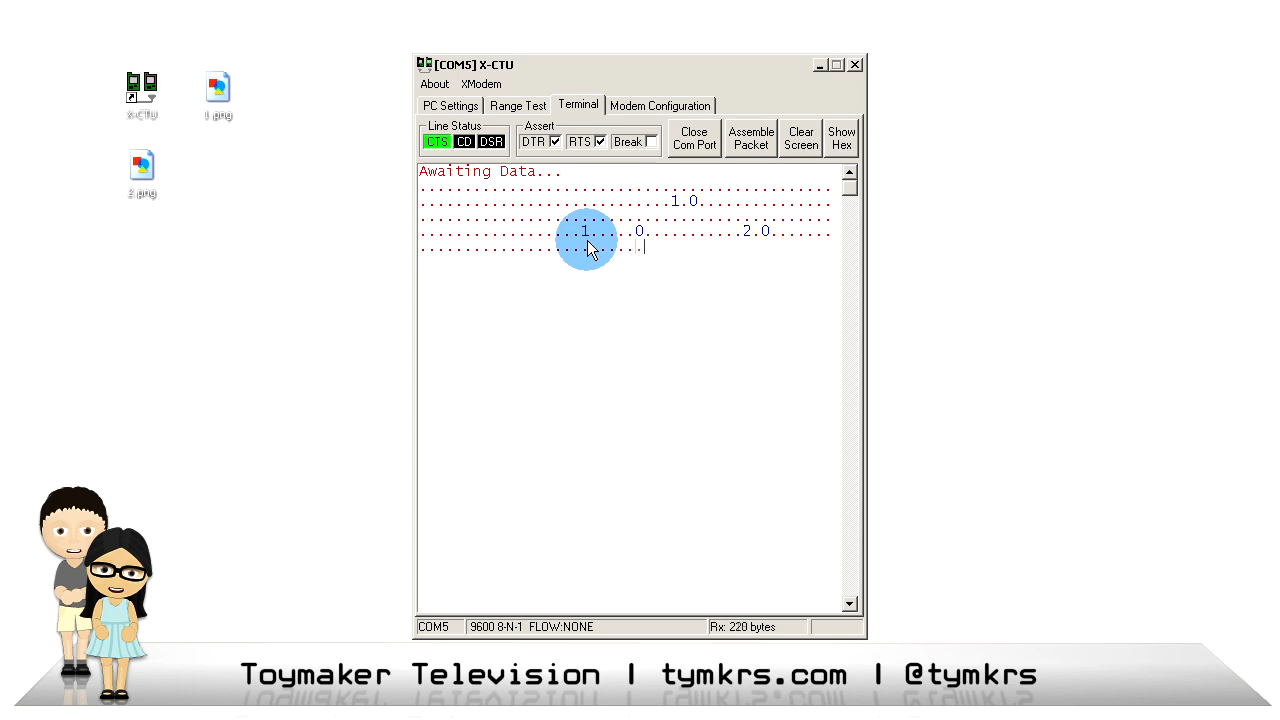 X-CTU
1.png
2.png
[COM5] X-CTU
About XModem
PC Settings Range Test Terminal Modem Configuration
Line Status Assert
CTS CD DSR DTR RTS Break
Close Com Port
Assemble Packet
Clear Screen
Show Hex
Awaiting Data...
..............................................
............................1.0..............
..............................................
..................1.....0...........2.0.......
.........................
COM5 9600 8-N-1 FLOW:NONE Rx: 220 bytes
Toymaker Television | tymkrs.com | @tymkrs